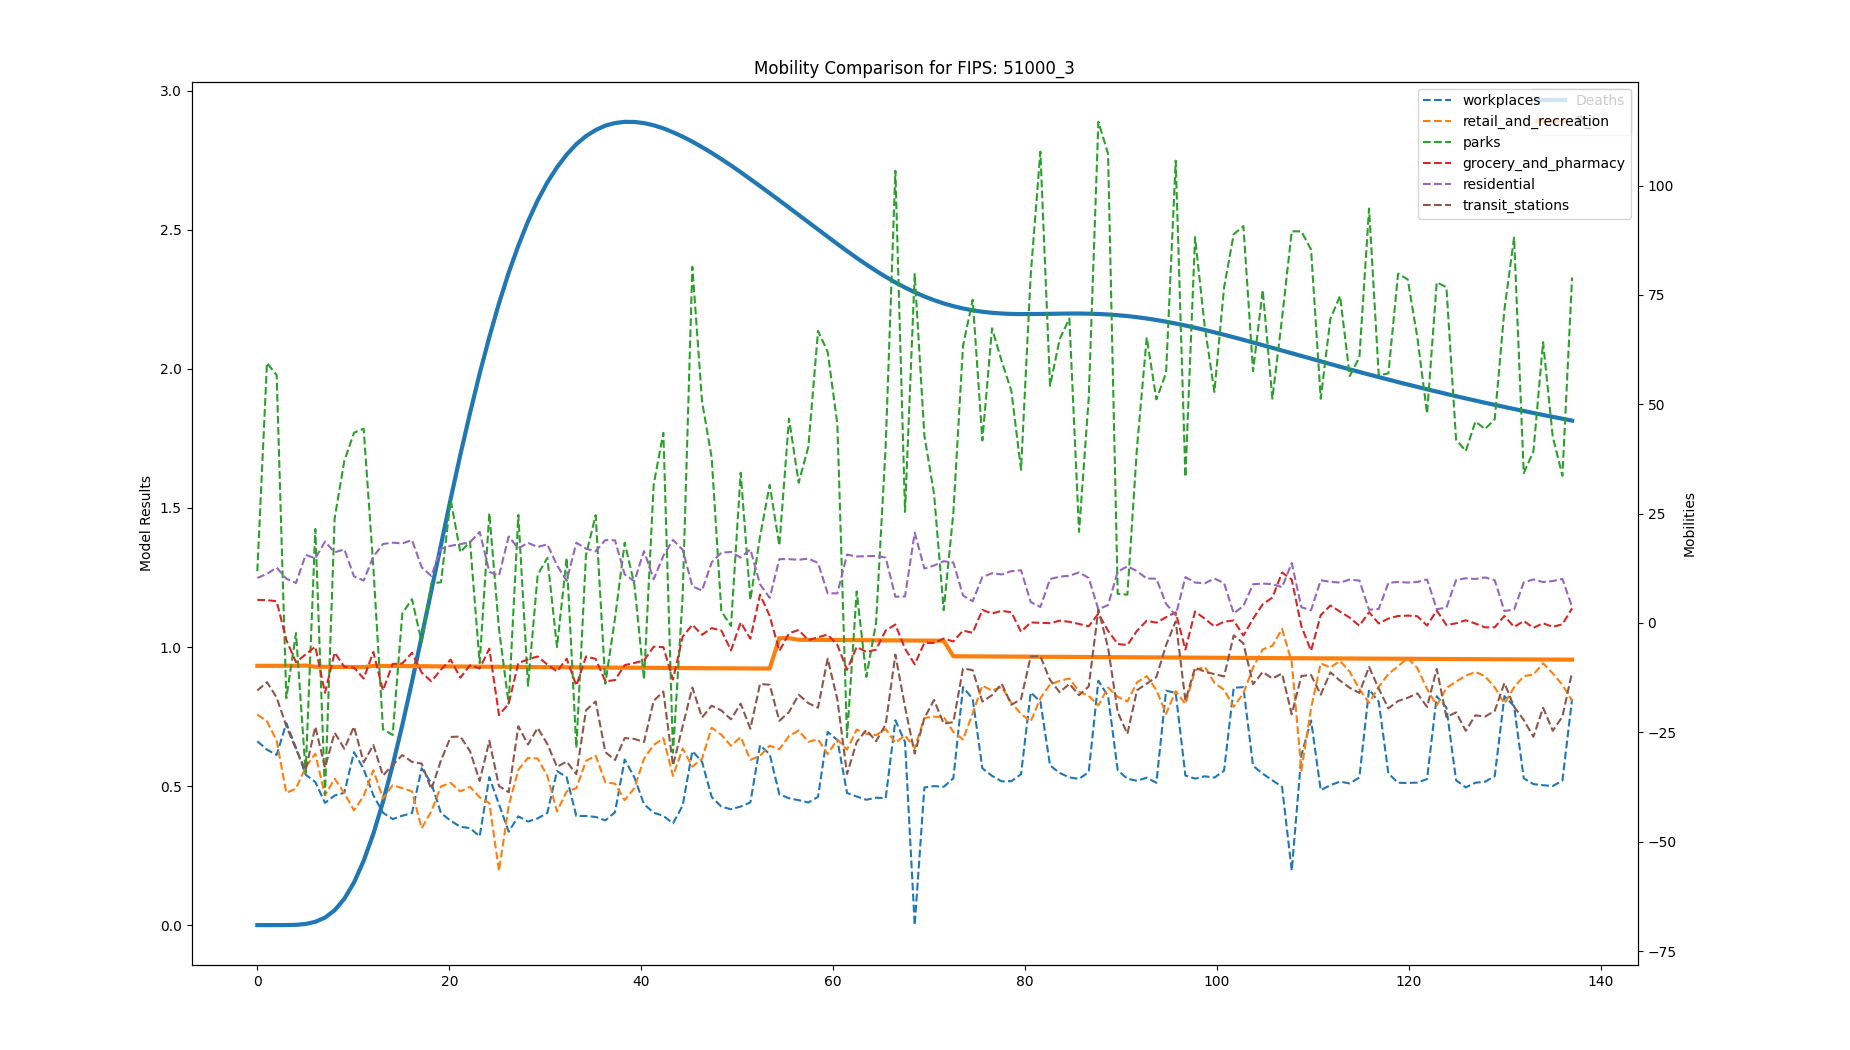 Mobility Comparison for FIPS: 51000_3
3.0
2.5
2.0
1.5
1.0
0.5
0.0
Model Results
workplaces
retail_and_recreation
parks
grocery_and_pharmacy
residential
transit_stations
Deaths
100
75
50
25
0
−25
−50
−75
Mobilities
0
20
40
60
80
100
120
140